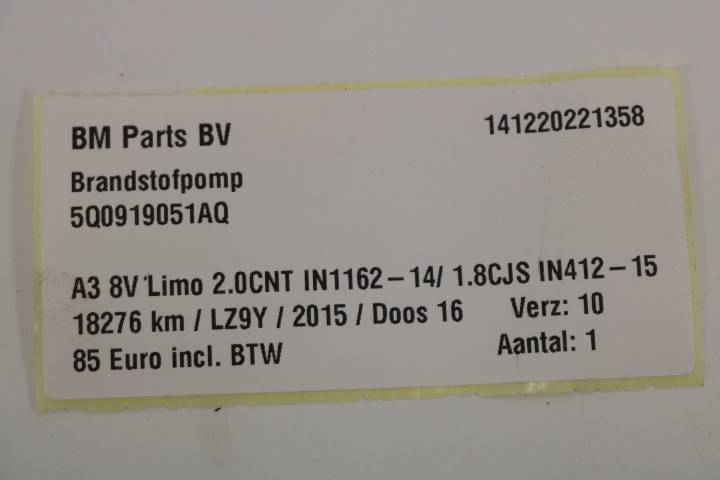 BM Parts BV 141220221358
Brandstofpomp
5Q0919051AQ
A3 8V Limo 2.0CNT IN1162-14/ 1.8CJS IN412-15
18276 km / LZ9Y / 2015 / Doos 16 Verz: 10
85 Euro incl. BTW Aantal: 1